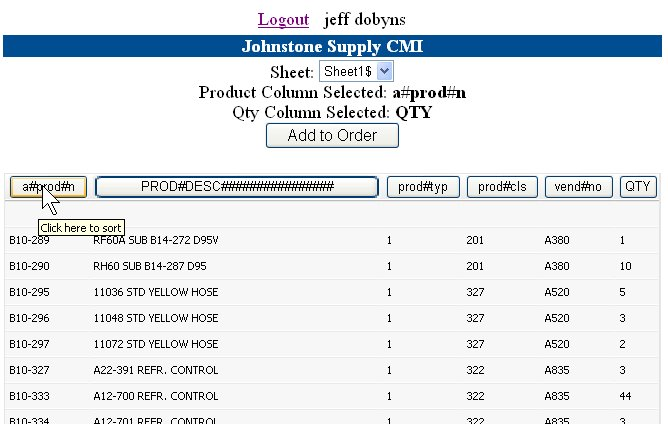 Logout jeff dobyns
Johnstone Supply CMI
Sheet: Sheet1$
Product Column Selected: a#prod#n
Qty Column Selected: QTY
Add to Order
a#prod#n PROD#DESC################ prod#typ prod#cls vend#no QTY
Click here to sort
B10-289 RF60A SUB B14-272 D95V 1 201 A380 1
B10-290 RH60 SUB B14-287 D95 1 201 A380 10
B10-295 11036 STD YELLOW HOSE 1 327 A520 5
B10-296 11048 STD YELLOW HOSE 1 327 A520 3
B10-297 11072 STD YELLOW HOSE 1 327 A520 2
B10-327 A22-391 REFR. CONTROL 1 322 A835 3
B10-333 A12-700 REFR. CONTROL 1 322 A835 44
B10-334 A12-701 REFR. CONTROL 1 322 A835 3